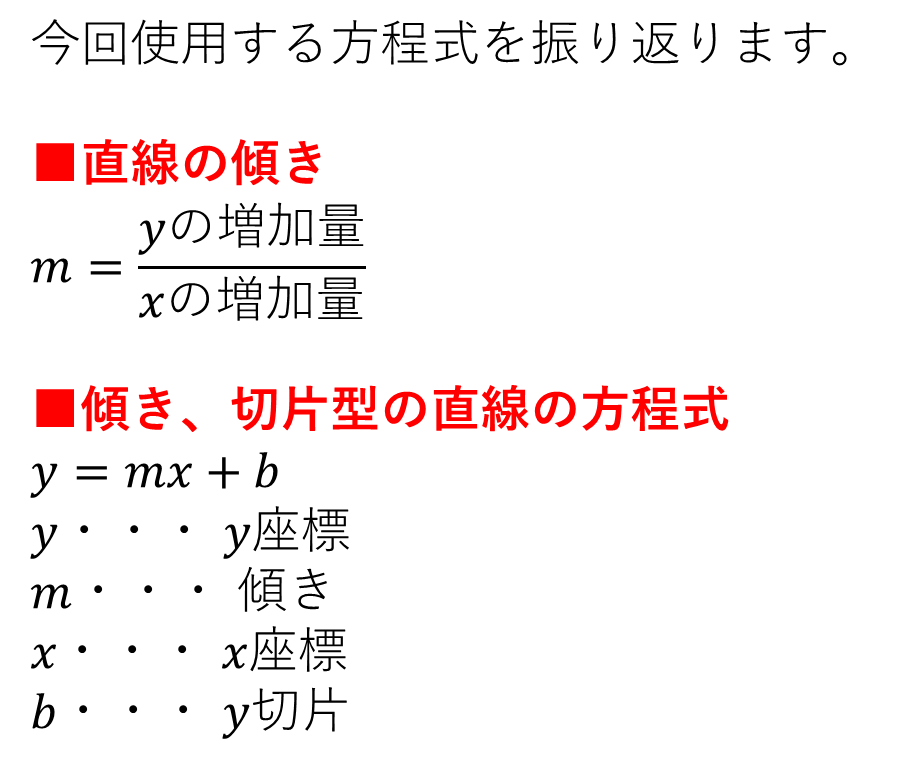 今回使用する方程式を振り返ります。
■直線の傾き
m = yの増加量/xの増加量
■傾き、切片型の直線の方程式
y = mx + b
y・・・ y座標
m・・・ 傾き
x・・・ x座標
b・・・ y切片